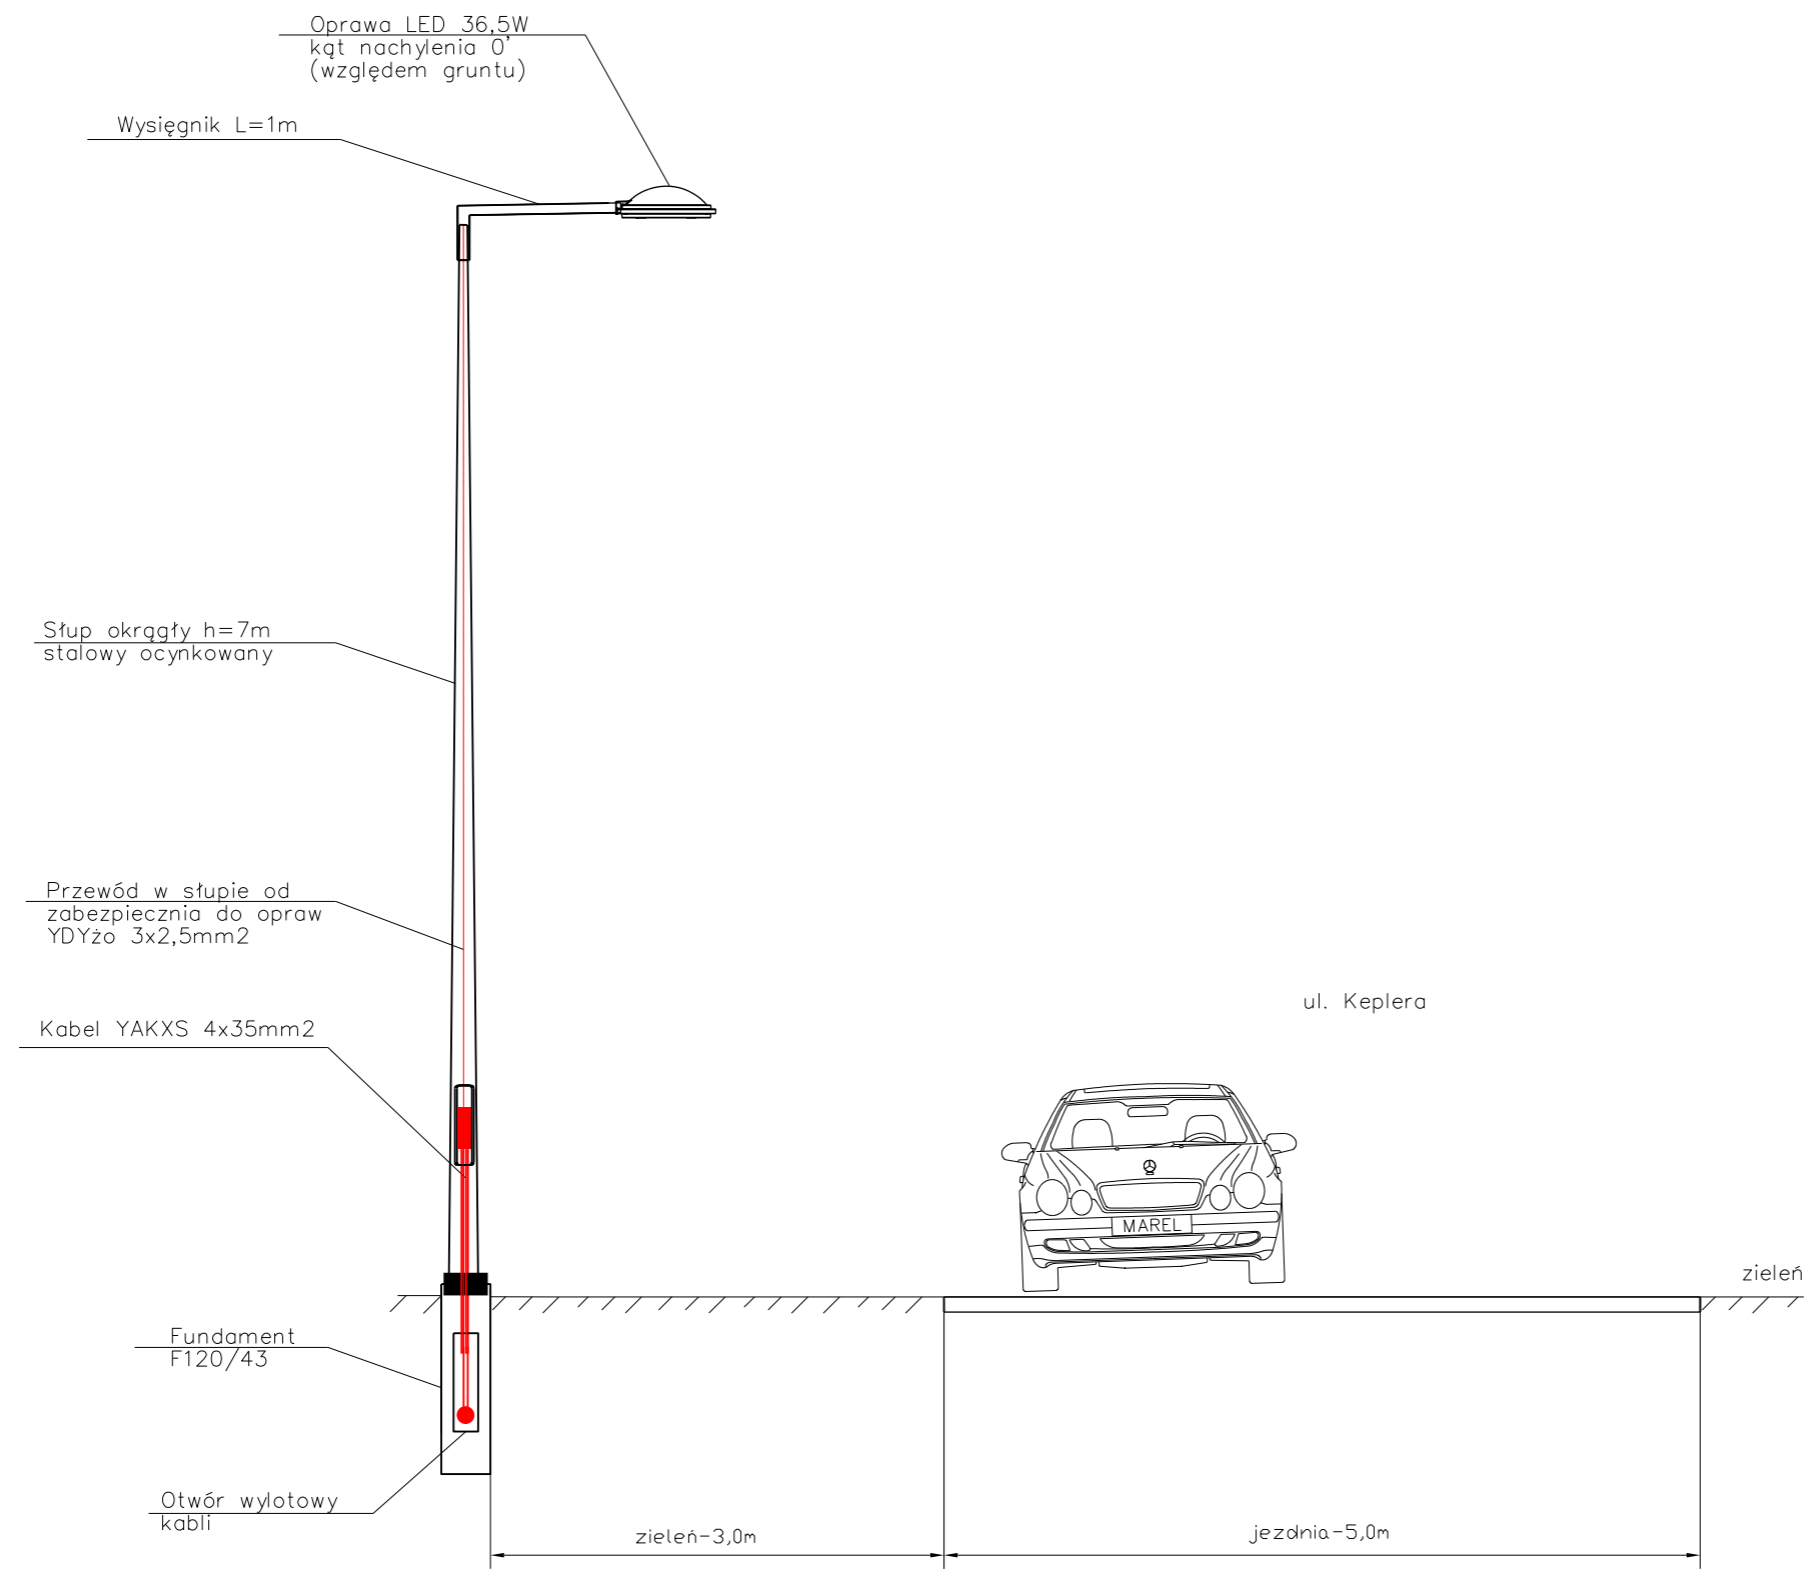 Oprawa LED 36,5W
kąt nachylenia 0'
(względem gruntu)
Wysięgnik L=1m
Słup okrągły h=7m
stalowy ocynkowany
Przewód w słupie od
zabezpiecznia do opraw
YDYżo 3x2,5mm2
Kabel YAKXS 4x35mm2
ul. Keplera
MAREL
zieleń
Fundament
F120/43
Otwór wylotowy
kabli
zieleń-3,0m
jezdnia-5,0m